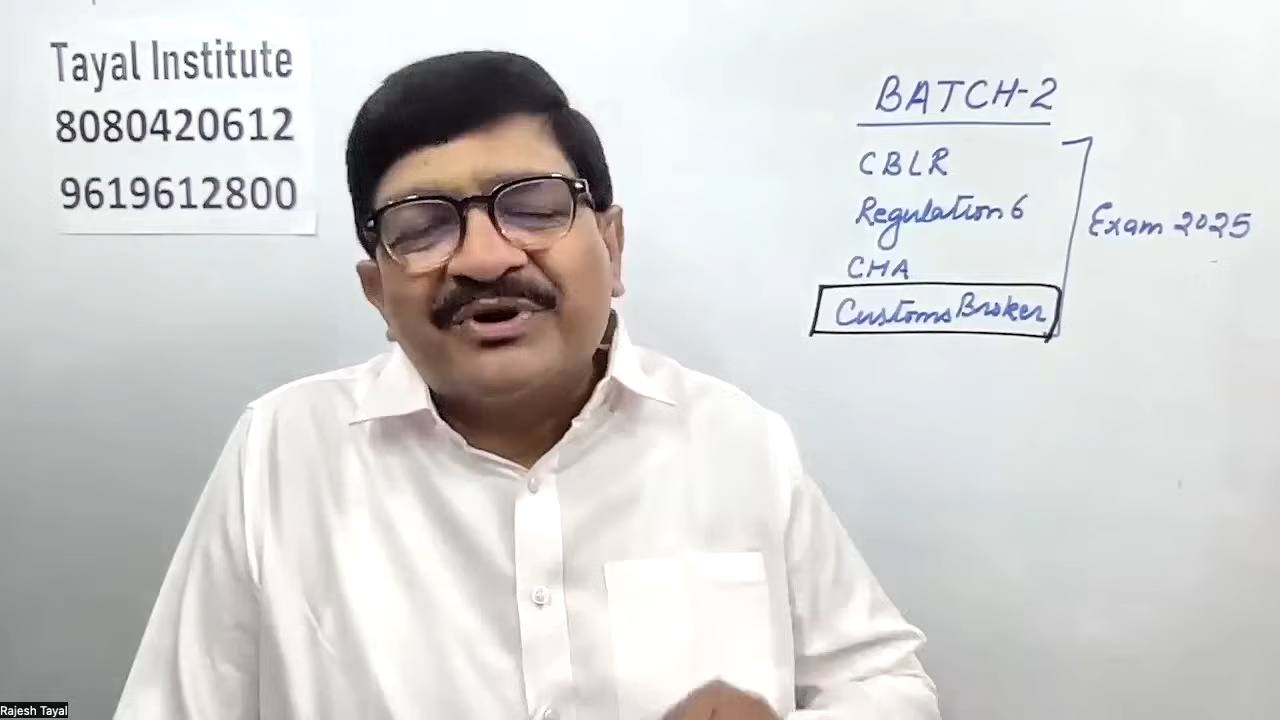 Tayal Institute
8080420612
9619612800
BATCH-2
CBLR
Regulation 6
CHA
Customs Broker
Exam 2025
Rajesh Tayal